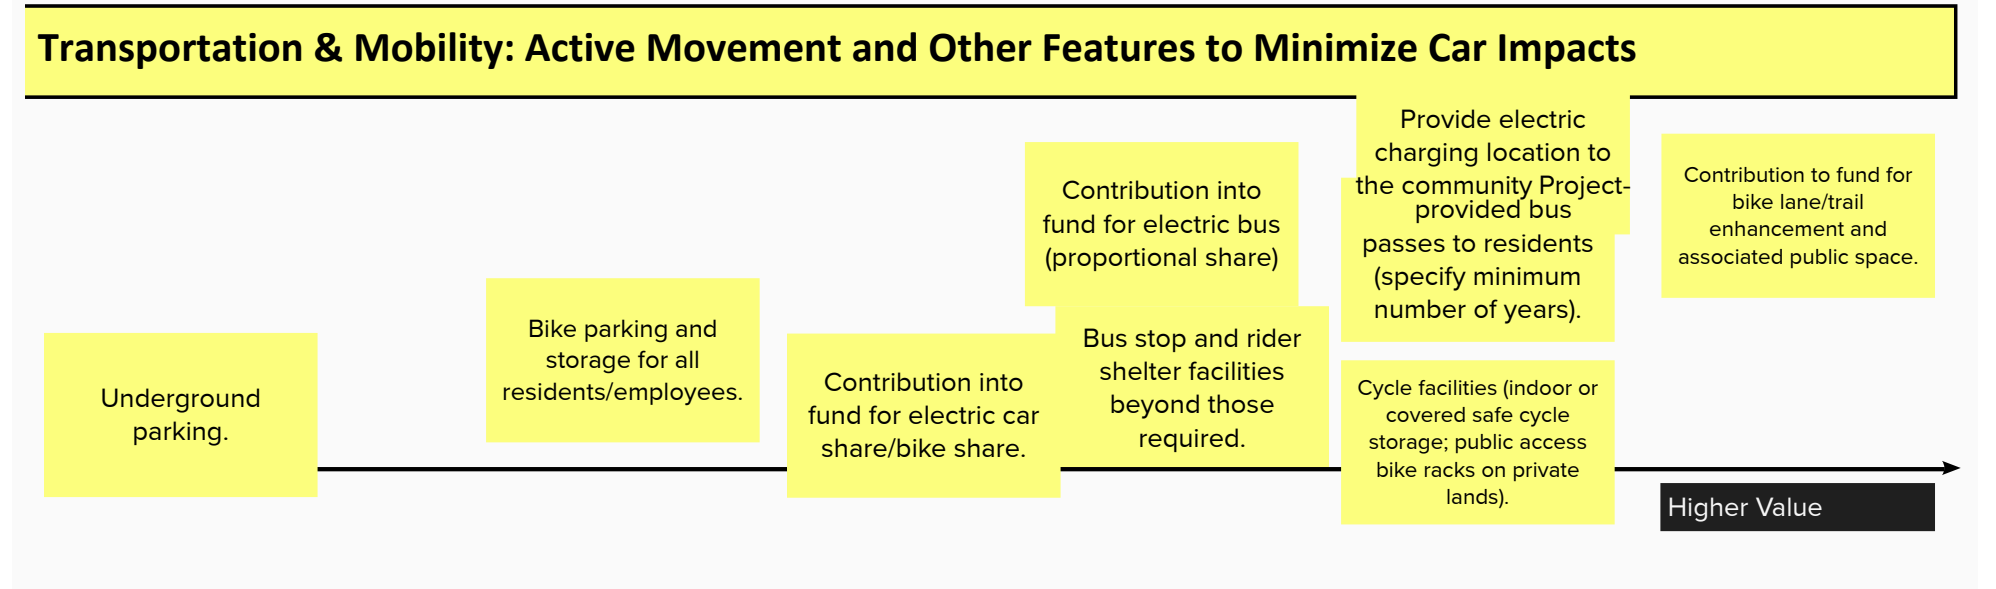 Transportation & Mobility: Active Movement and Other Features to Minimize Car Impacts
Underground
parking.
Bike parking and
storage for all
residents/employees.
Contribution into
fund for electric car
share/bike share.
Contribution into
fund for electric bus
(proportional share)
Bus stop and rider
shelter facilities
beyond those
required.
Provide electric
charging location to
the community Project-
provided bus
passes to residents
(specify minimum
number of years).
Cycle facilities (indoor or
covered safe cycle
storage; public access
bike racks on private
lands).
Contribution to fund for
bike lane/trail
enhancement and
associated public space.
Higher Value